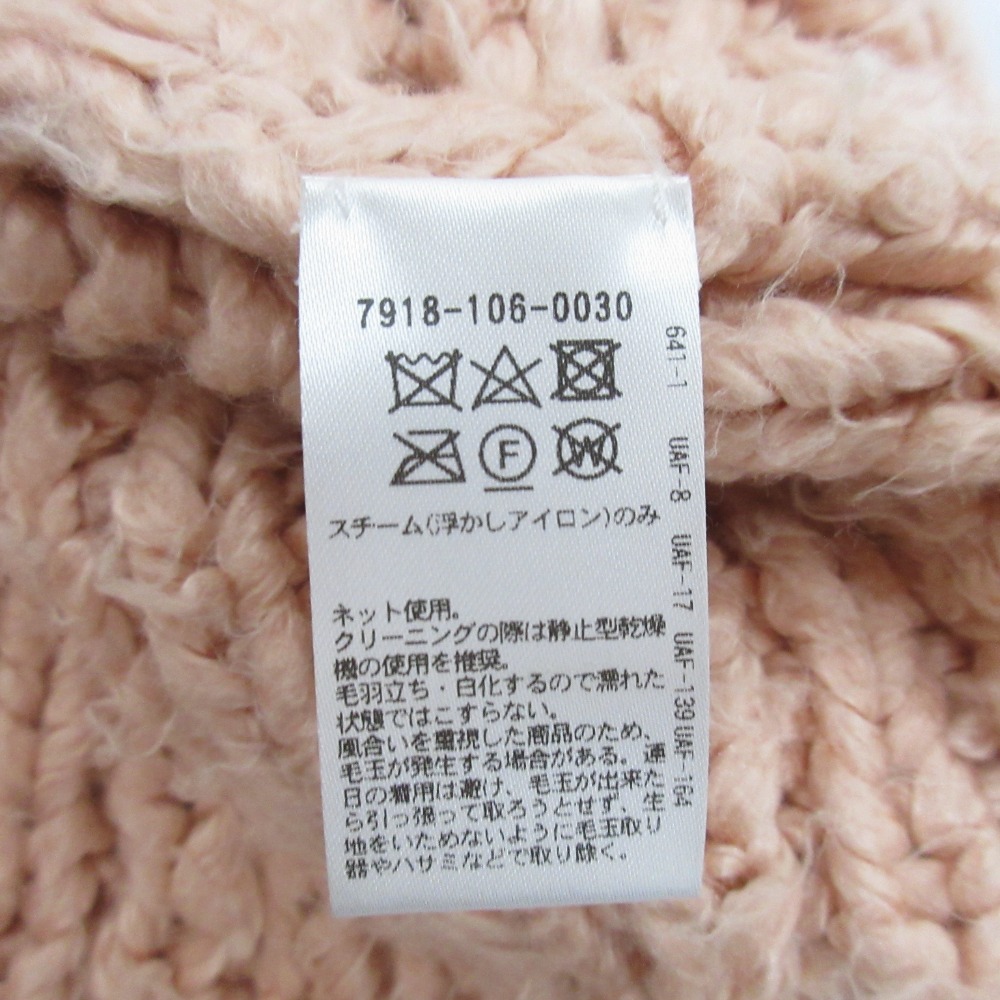 7918-106-0030
F
W
スチーム(浮かしアイロン)のみ
ネット使用。
クリーニングの際は静止型乾燥
機の使用を推奨。
毛羽立ち・白化するので濡れた
状態ではこすらない。
風合いを重視した商品のため、
毛玉が発生する場合がある。連
日の着用は避け、毛玉が出来た
ら引っ張って取ろうとせず、生
地をいためないように毛玉取り
器やハサミなどで取り除く。
641-1 UAF-8 UAF-17 UAF-139 UAF-164